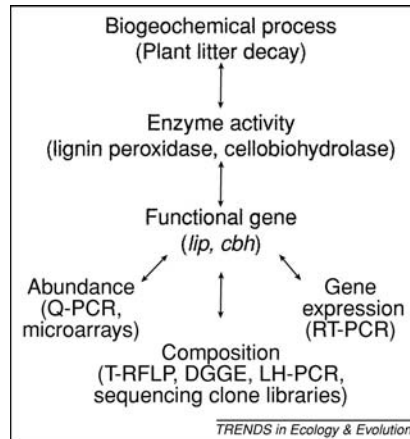 Biogeochemical process
(Plant litter decay)
Enzyme activity
(lignin peroxidase, cellobiohydrolase)
Functional gene
(lip, cbh)
Abundance
(Q-PCR,
microarrays)
Gene
expression
(RT-PCR)
Composition
(T-RFLP, DGGE, LH-PCR,
sequencing clone libraries)
TRENDS in Ecology & Evolution